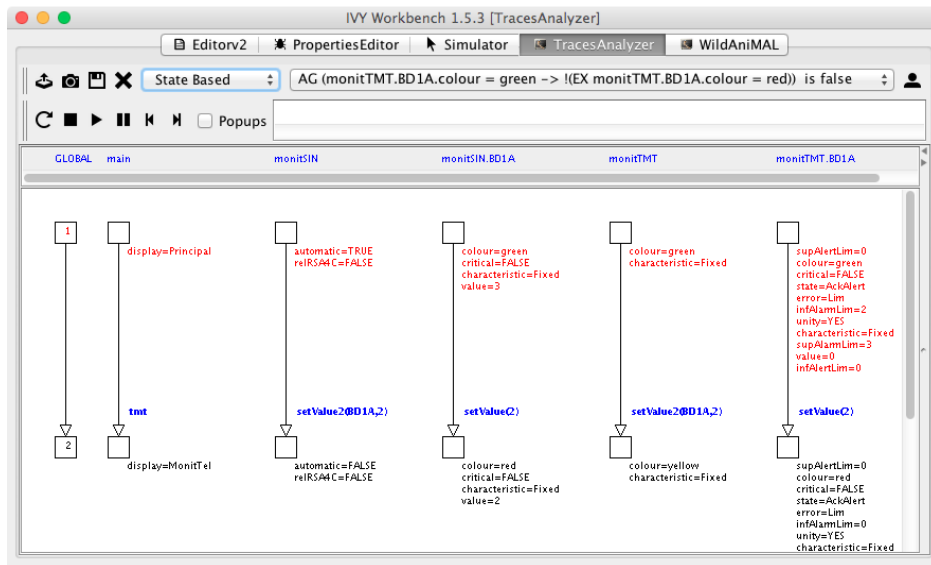 IVY Workbench 1.5.3 [TracesAnalyzer]
Editorv2 PropertiesEditor Simulator TracesAnalyzer WildAniMAL
State Based AG (monitTMT.BD1A.colour = green -> !(EX monitTMT.BD1A.colour = red)) is false
Popups
GLOBAL main monitSIN monitSIN.BD1A monitTMT monitTMT.BD1A
1
display=Principal
automatic=TRUE
relRSA4C=FALSE
colour=green
critical=FALSE
characteristic=Fixed
value=3
colour=green
characteristic=Fixed
supAlertLim=0
colour=green
critical=FALSE
state=AckAlert
error=Lim
infAlarmLim=2
unity=YES
characteristic=Fixed
supAlarmLim=3
value=0
infAlertLim=0
tmt setValue2(BD1A,2) setValue(2) setValue2(BD1A,2) setValue(2)
2
display=MonitTel
automatic=FALSE
relRSA4C=FALSE
colour=red
critical=FALSE
characteristic=Fixed
value=2
colour=yellow
characteristic=Fixed
supAlertLim=0
colour=red
critical=FALSE
state=AckAlert
error=Lim
infAlarmLim=0
unity=YES
characteristic=Fixed